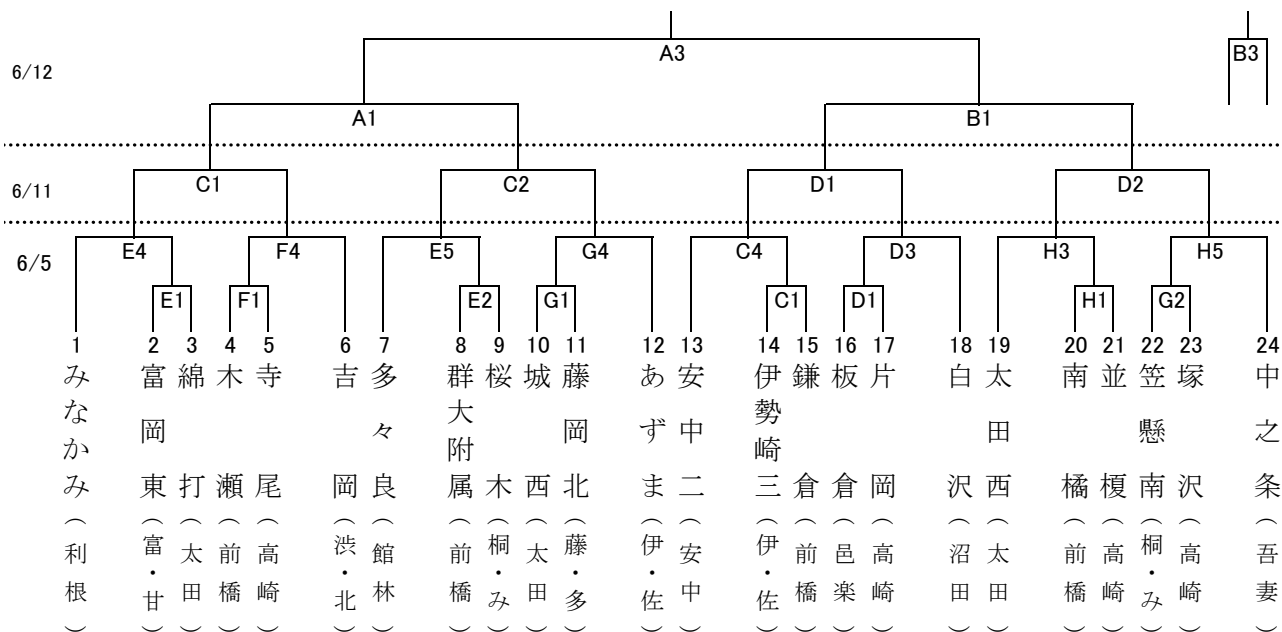 A3
B3
6/12
A1
B1
C1
C2
D1
D2
6/11
E4
F4
E5
G4
C4
D3
H3
H5
6/5
E1
F1
E2
G1
C1
D1
H1
G2
1
2
3
4
5
6
7
8
9
10
11
12
13
14
15
16
17
18
19
20
21
22
23
24
みなかみ（利根）
富岡東（富・甘）
綿打（太田）
木瀬（前橋）
寺尾（高崎）
吉岡（渋・北）
多々良（館林）
群大附属（前橋）
桜木（桐・み）
城西（太田）
藤岡北（藤・多）
あずま（伊・佐）
安中二（安中）
伊勢崎三（伊・佐）
鎌倉（前橋）
板倉（邑楽）
片岡（高崎）
白沢（沼田）
太田西（太田）
南橘（前橋）
並榎（高崎）
笠懸南（桐・み）
塚沢（高崎）
中之条（吾妻）